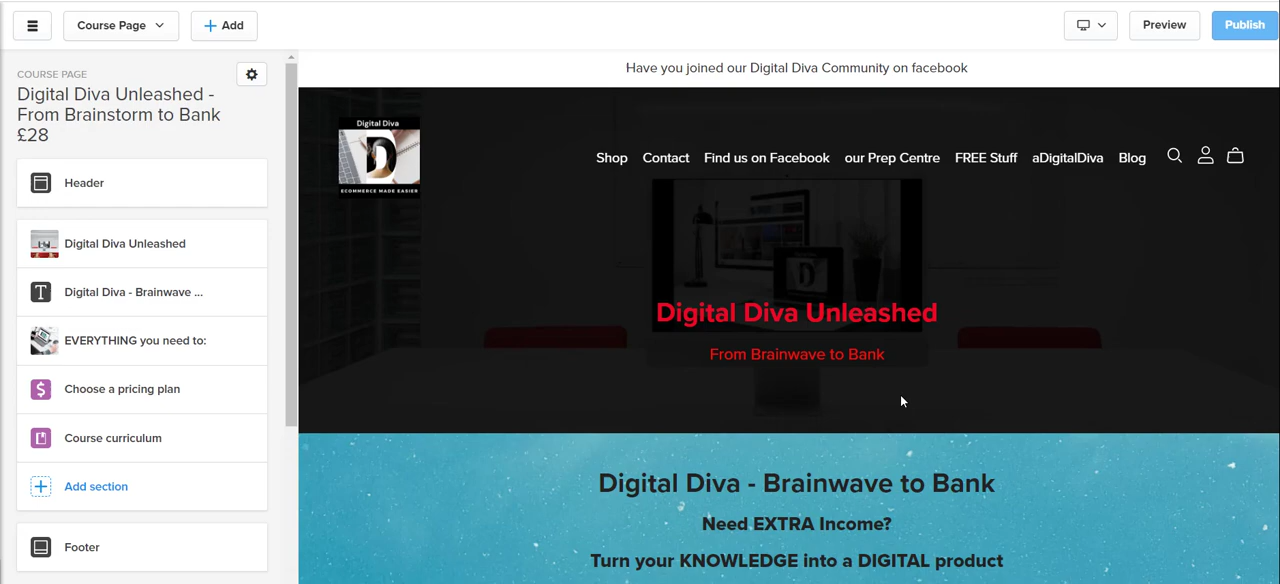 Course Page
Add
Preview
Publish
COURSE PAGE
Digital Diva Unleashed -
From Brainstorm to Bank
£28
Header
Digital Diva Unleashed
Digital Diva - Brainwave ...
EVERYTHING you need to:
Choose a pricing plan
Course curriculum
Add section
Footer
Have you joined our Digital Diva Community on facebook
Digital Diva
D
ECOMMERCE MADE EASIER
Shop Contact Find us on Facebook our Prep Centre FREE Stuff aDigitalDiva Blog
Digital Diva Unleashed
From Brainwave to Bank
Digital Diva - Brainwave to Bank
Need EXTRA Income?
Turn your KNOWLEDGE into a DIGITAL product